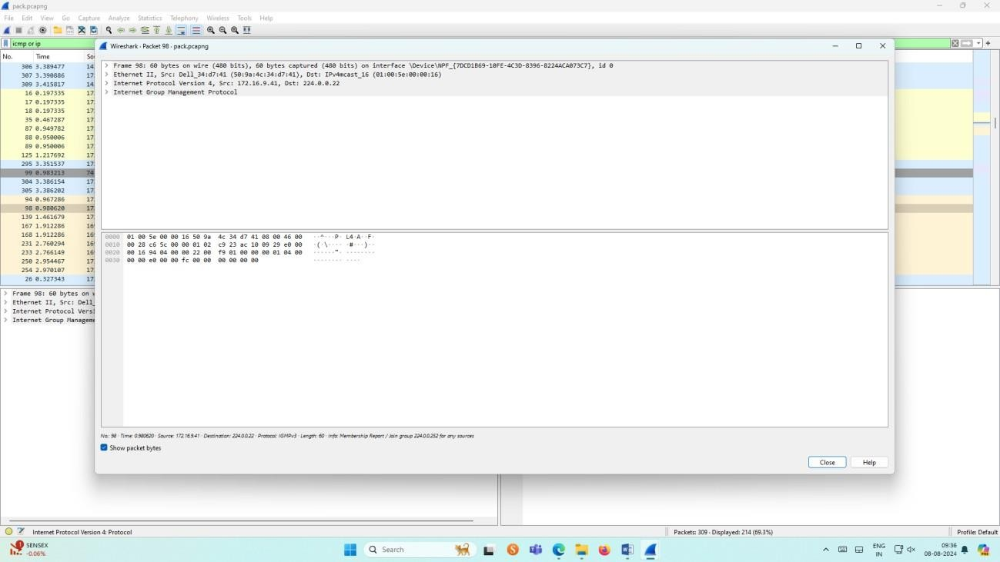 pack.pcapng
File Edit View Go Capture Analyze Statistics Telephony Wireless Tools Help
icmp or ip
No. Time Sou
306 3.389477 14
307 3.390886 17
309 3.415817 14
16 0.197335 17
17 0.197335 17
18 0.197335 17
35 0.467287 17
87 0.949782 17
88 0.950006 17
89 0.950006 17
125 1.217692 17
295 3.351537 17
99 0.983213 74
304 3.386154 17
305 3.386202 17
94 0.967286 17
98 0.980620 17
139 1.461679 17
167 1.912286 16
168 1.912286 16
231 2.760190 16
233 2.766149 16
250 2.954467 17
254 2.970107 17
26 0.327343 17
Frame 98: 60 bytes on w
Ethernet II, Src: Dell_
Internet Protocol Versi
Internet Group Manageme
Wireshark · Packet 98 · pack.pcapng
Frame 98: 60 bytes on wire (480 bits), 60 bytes captured (480 bits) on interface \Device\NPF_{7DCD1B69-10FE-4C3D-8396-8224ACA073C7}, id 0
Ethernet II, Src: Dell_34:d7:41 (50:9a:4c:34:d7:41), Dst: IPv4mcast_16 (01:00:5e:00:00:16)
Internet Protocol Version 4, Src: 172.16.9.41, Dst: 224.0.0.22
Internet Group Management Protocol
0000 01 00 5e 00 00 16 50 9a 4c 34 d7 41 08 00 46 00 ··^···P· L4·A··F·
0010 00 28 c6 5c 00 00 01 02 c9 23 ac 10 09 29 e0 00 ·(·\···· ·#···)··
0020 00 16 94 04 00 00 22 00 f9 01 00 00 00 01 04 00 ······"· ········
0030 00 00 e0 00 00 fc 00 00 00 00 00 00 ········ ····
No.: 98 · Time: 0.980620 · Source: 172.16.9.41 · Destination: 224.0.0.22 · Protocol: IGMPv3 · Length: 60 · Info: Membership Report / Join group 224.0.0.252 for any sources
Show packet bytes
Close Help
Internet Protocol Version 4: Protocol Packets: 309 · Displayed: 214 (69.3%) Profile: Default
SENSEX
-0.06%
Search
ENG
IN
09:36
08-08-2024